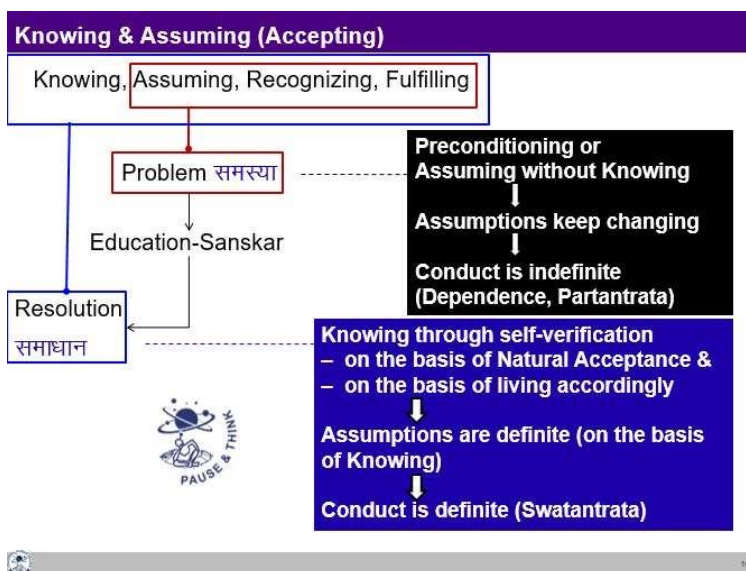 Knowing & Assuming (Accepting)
Knowing, Assuming, Recognizing, Fulfilling
Problem समस्या
Education-Sanskar
Resolution
समाधान
Preconditioning or
Assuming without Knowing
Assumptions keep changing
Conduct is indefinite
(Dependence, Partantrata)
Knowing through self-verification
– on the basis of Natural Acceptance &
– on the basis of living accordingly
Assumptions are definite (on the basis
of Knowing)
Conduct is definite (Swatantrata)
PAUSE & THINK